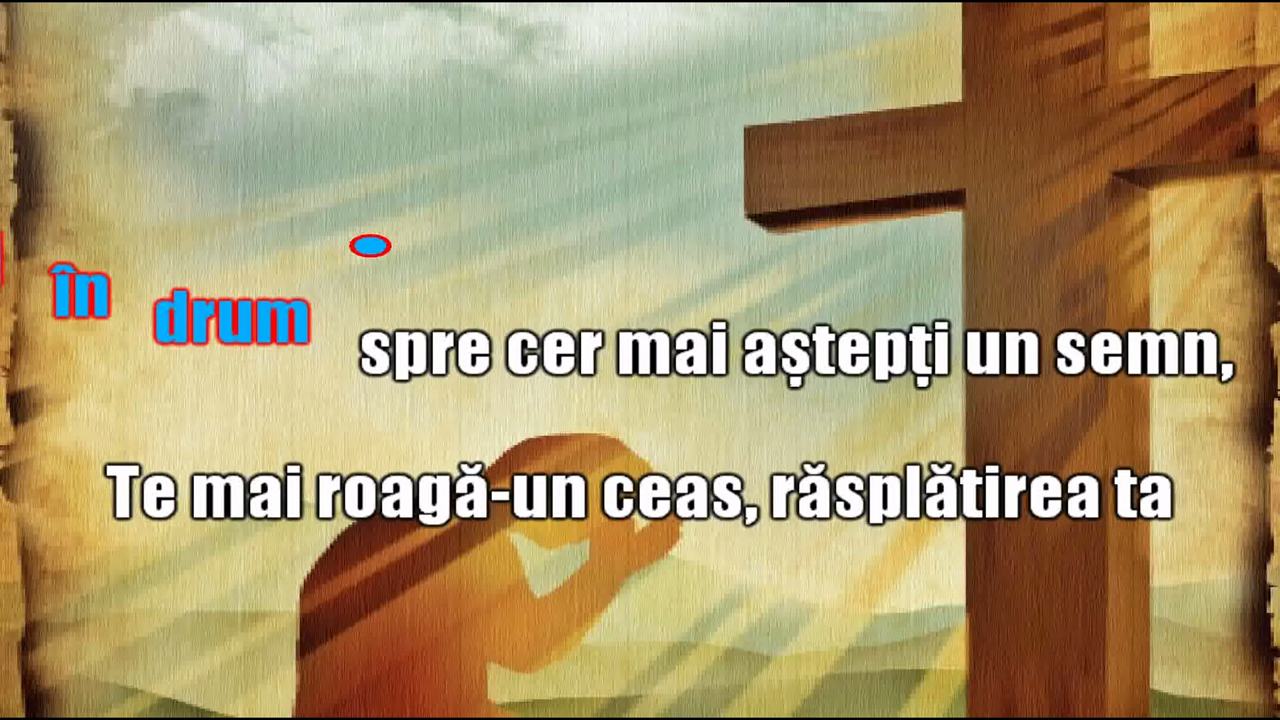 în drum spre cer mai aștepți un semn,
Te mai roagă-un ceas, răsplătirea ta